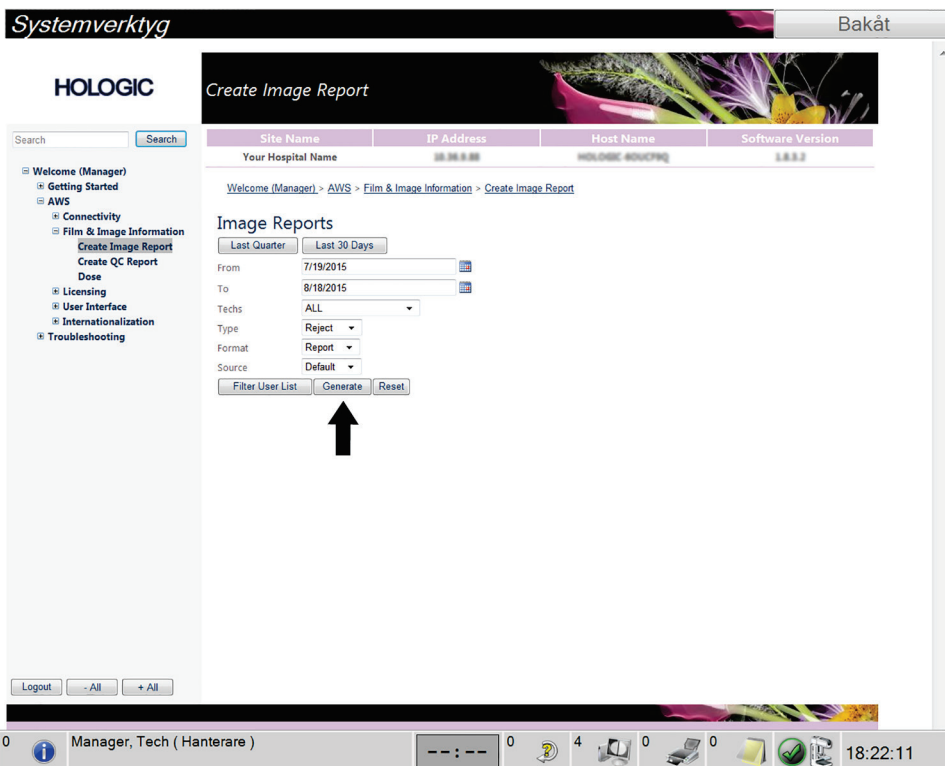 Systemverktyg
Bakåt
HOLOGIC
Create Image Report
Search
Search
Site Name
IP Address
Host Name
Software Version
Your Hospital Name
Welcome (Manager)
Getting Started
AWS
Connectivity
Film & Image Information
Create Image Report
Create QC Report
Dose
Licensing
User Interface
Internationalization
Troubleshooting
Welcome (Manager) > AWS > Film & Image Information > Create Image Report
Image Reports
Last Quarter
Last 30 Days
From 7/19/2015
To 8/18/2015
Techs ALL
Type Reject
Format Report
Source Default
Filter User List
Generate
Reset
Logout
- All
+ All
0
Manager, Tech ( Hanterare )
--:--
0
4
0
0
18:22:11